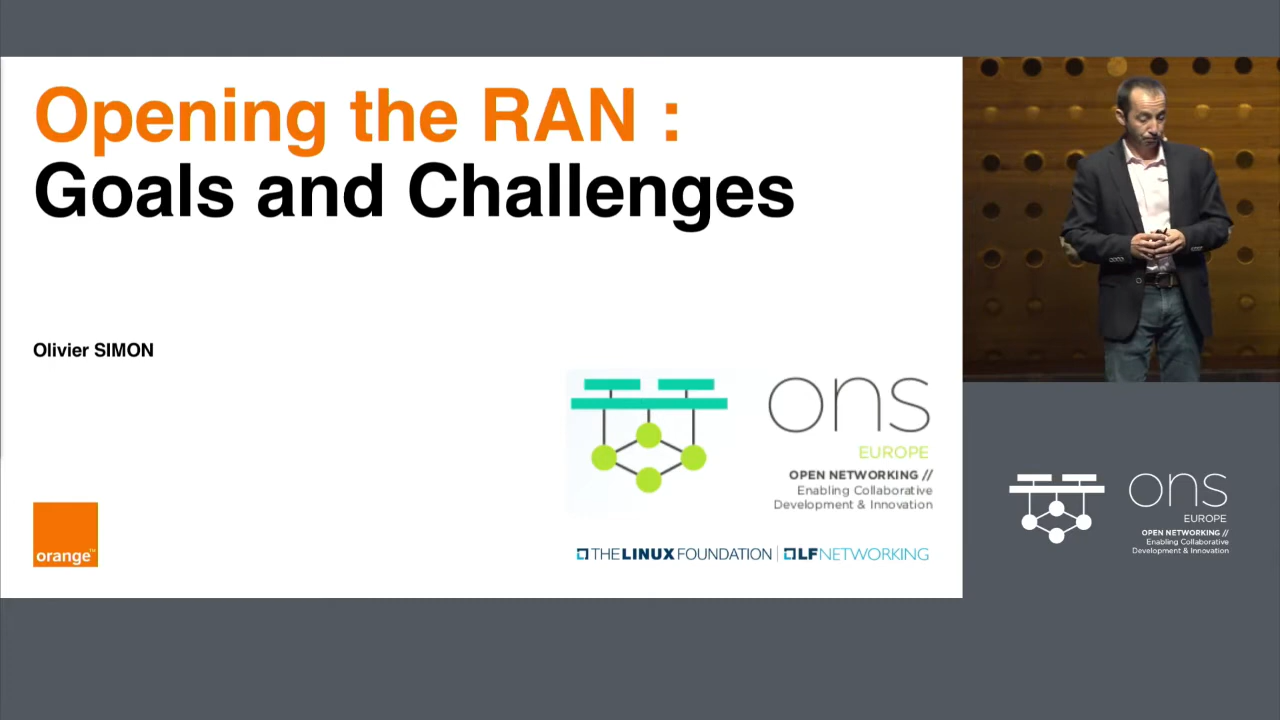 Opening the RAN :
Goals and Challenges
Olivier SIMON
ons
EUROPE
OPEN NETWORKING //
Enabling Collaborative
Development & Innovation
orange™
THE LINUX FOUNDATION | LF NETWORKING
ons
EUROPE
OPEN NETWORKING //
Enabling Collaborative
Development & Innovation